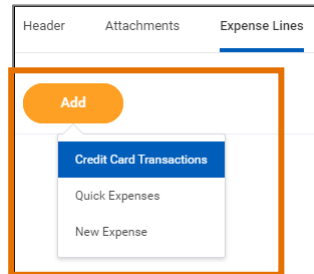 Header Attachments Expense Lines
Add
Credit Card Transactions
Quick Expenses
New Expense